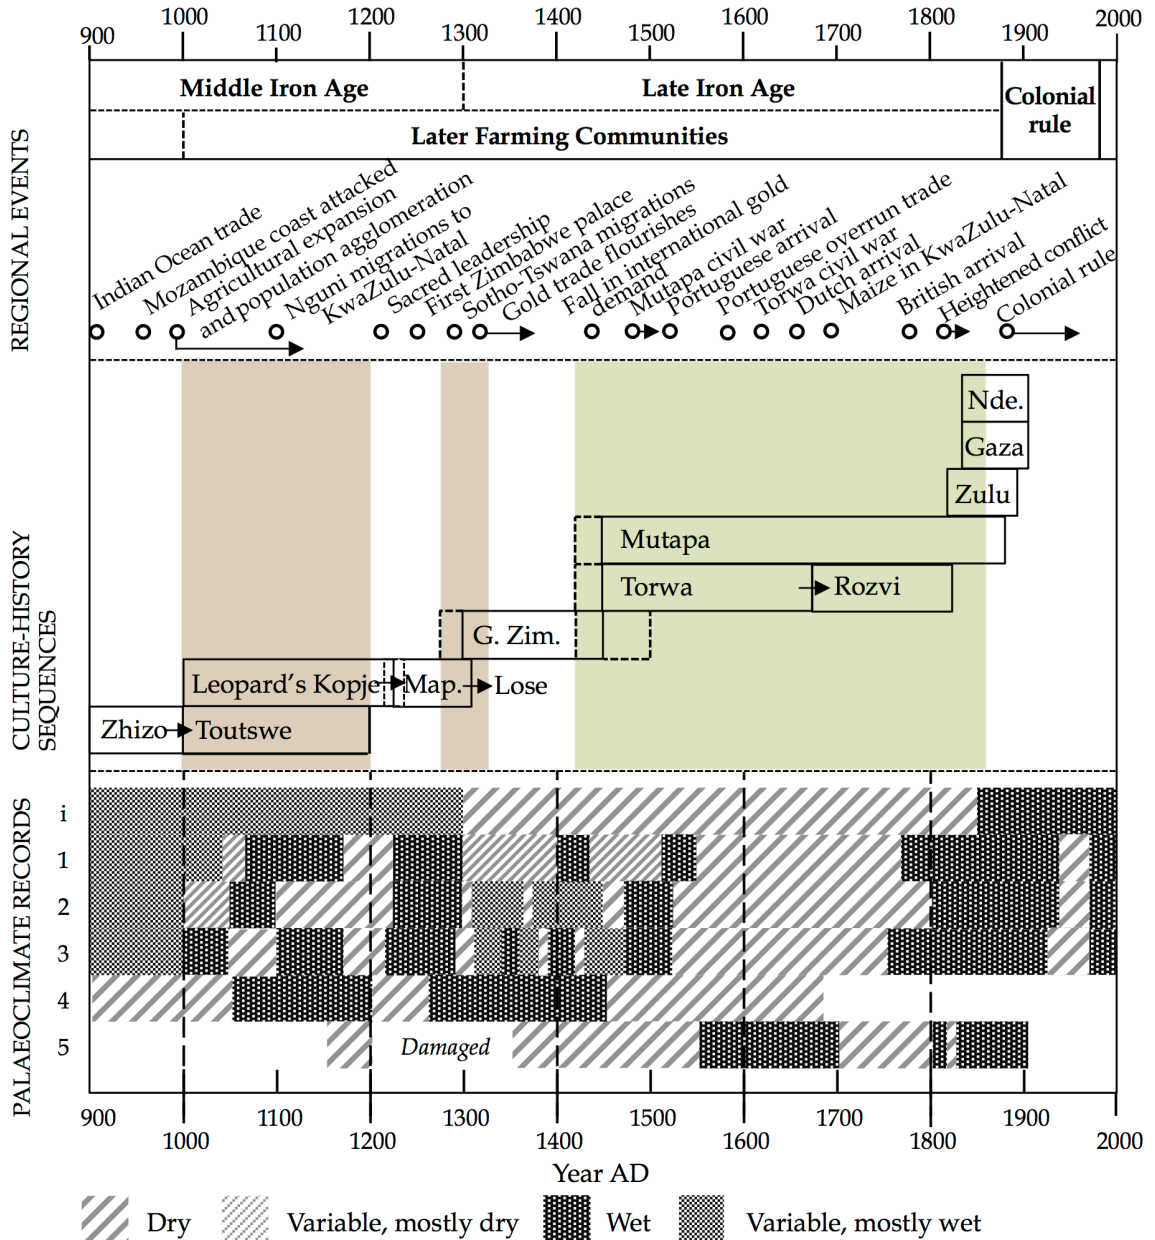 1000 1200 1400 1600 1800 2000
900 1100 1300 1500 1700 1900
Middle Iron Age
Late Iron Age
Colonial
rule
Later Farming Communities
REGIONAL EVENTS
Indian Ocean trade
Mozambique coast attacked
Agricultural expansion
and population agglomeration
Nguni migrations to
KwaZulu-Natal
Sacred leadership
First Zimbabwe palace
Sotho-Tswana migrations
Gold trade flourishes
Fall in international gold
demand
Mutapa civil war
Portuguese arrival
Portuguese overrun trade
Torwa civil war
Dutch arrival
Maize in KwaZulu-Natal
British arrival
Heightened conflict
Colonial rule
CULTURE-HISTORY
SEQUENCES
Nde.
Gaza
Zulu
Mutapa
Torwa Rozvi
G. Zim.
Leopard's Kopje Map. Lose
Zhizo Toutswe
PALAEOCLIMATE RECORDS
i
1
2
3
4
5 Damaged
900 1100 1300 1500 1700 1900
1000 1200 1400 1600 1800 2000
Year AD
Dry Variable, mostly dry Wet Variable, mostly wet